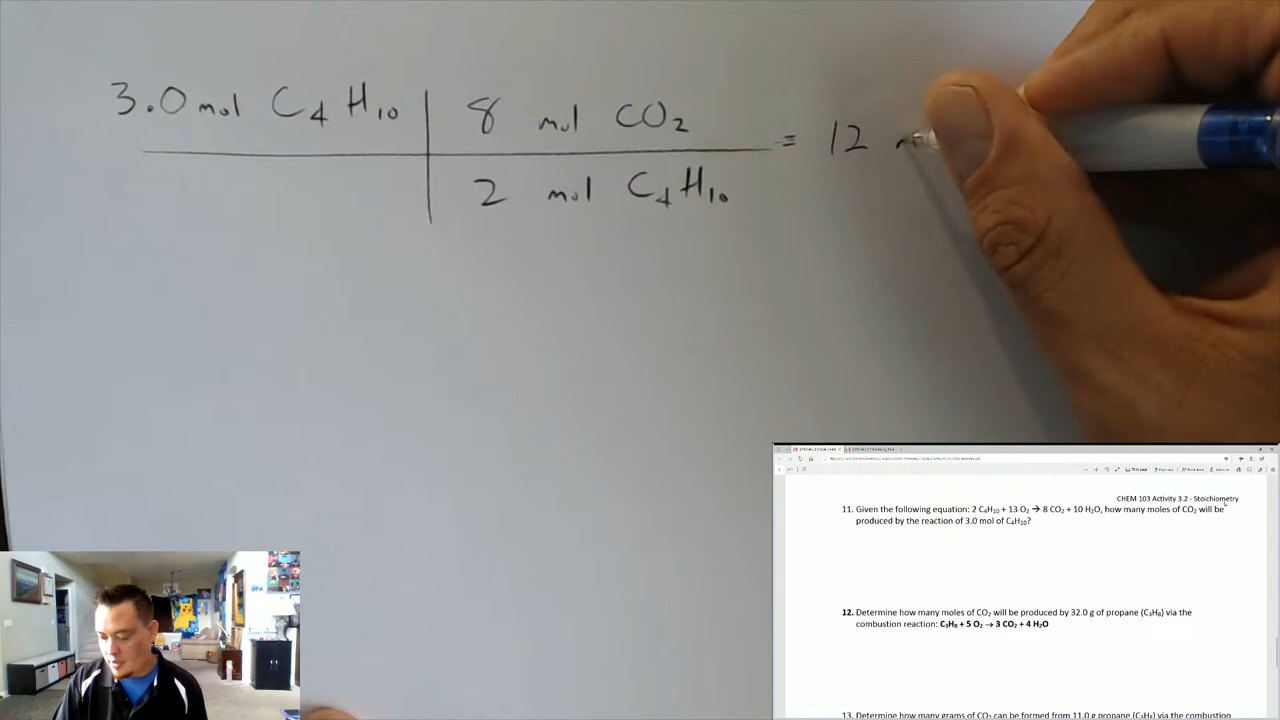 3.0 mol C₄H₁₀ | 8 mol CO₂ = 12
2 mol C₄H₁₀
CHEM 103 Activity 3.2 - Stoichiometry
11. Given the following equation: 2 C₄H₁₀ + 13 O₂ → 8 CO₂ + 10 H₂O, how many moles of CO₂ will be
produced by the reaction of 3.0 mol of C₄H₁₀?
12. Determine how many moles of CO₂ will be produced by 32.0 g of propane (C₃H₈) via the
combustion reaction: C₃H₈ + 5 O₂ → 3 CO₂ + 4 H₂O
13. Determine how many grams of CO₂ can be formed from 11.0 g propane (C₃H₈) via the combustion